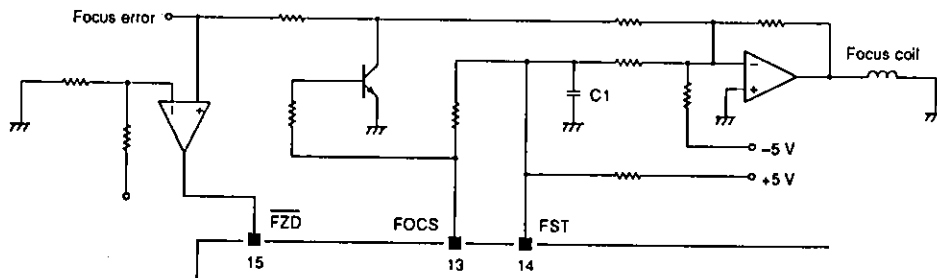 Focus error
Focus coil
C1
–5 V
+5 V
FZD
FOCS
FST
15
13
14